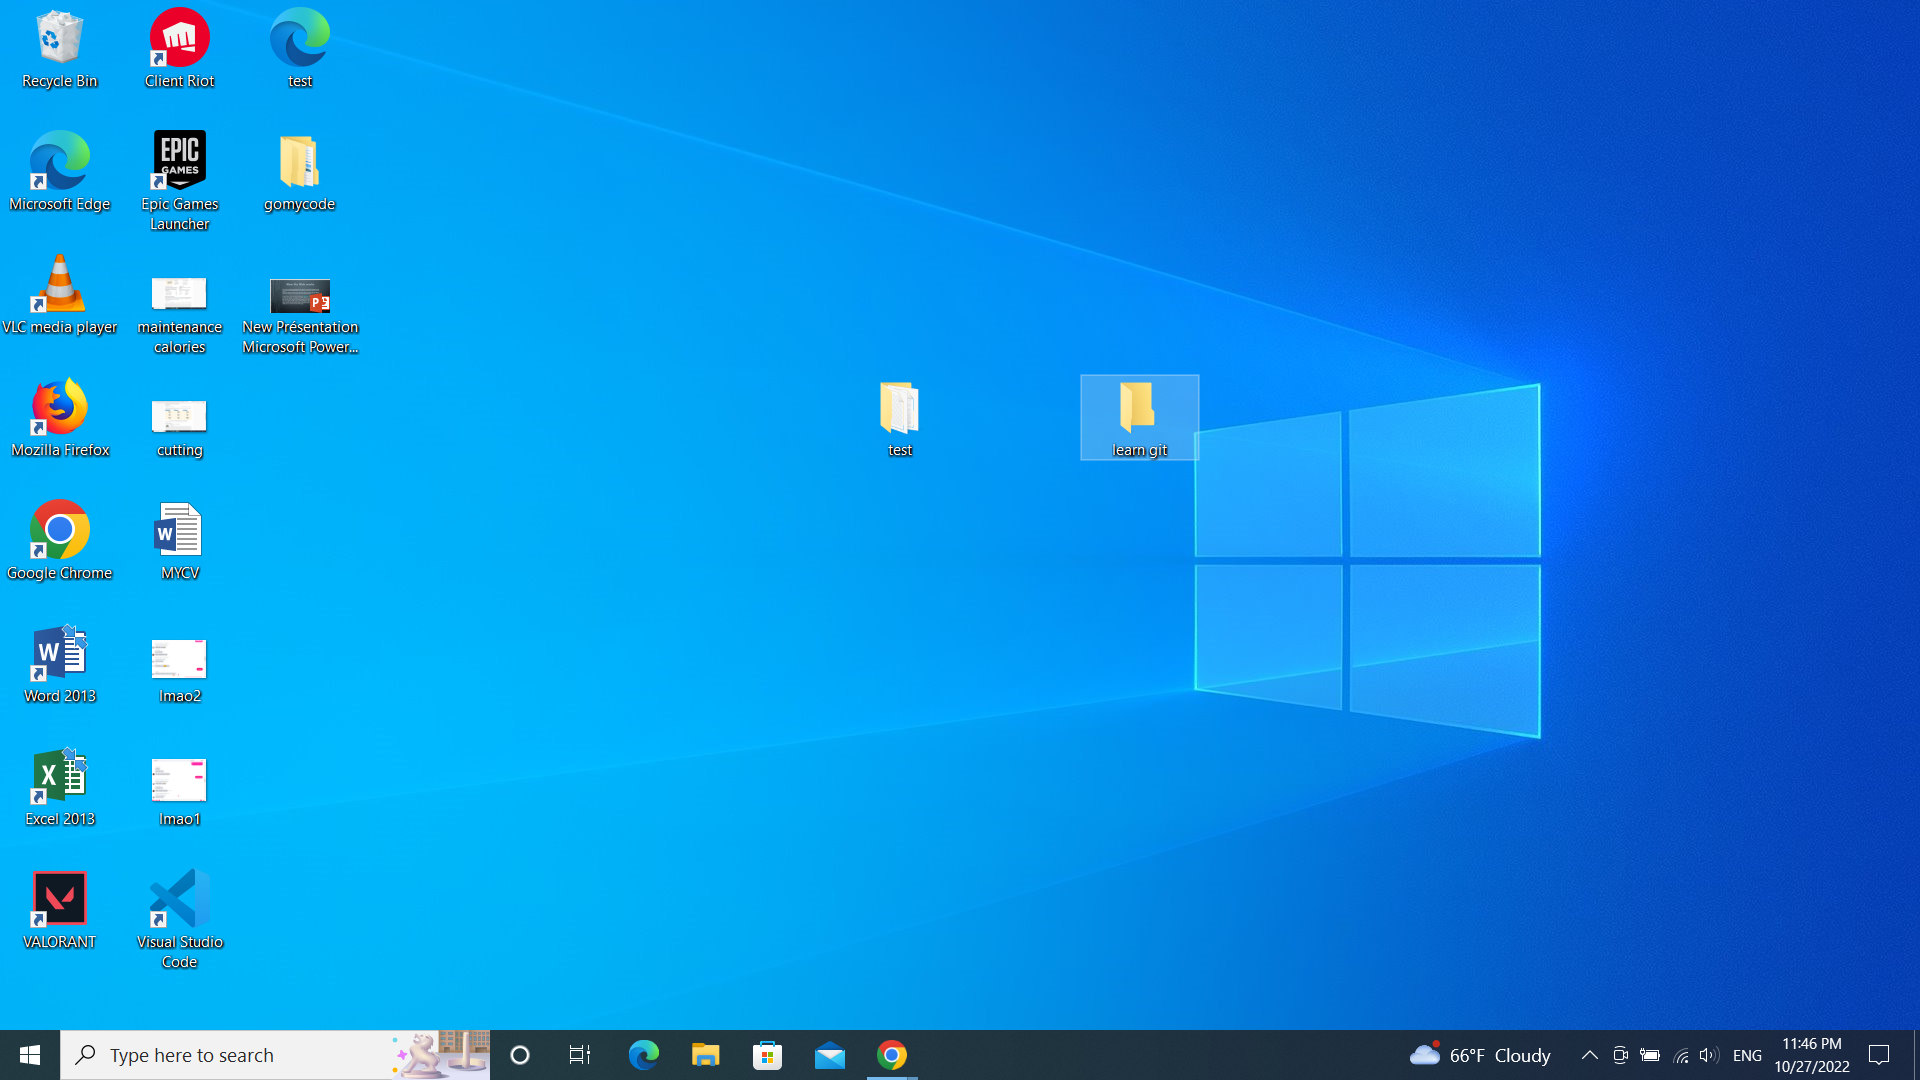 Recycle Bin
Client Riot
test
Microsoft Edge
EPIC
GAMES
Epic Games
Launcher
gomycode
VLC media player
maintenance
calories
New Présentation
Microsoft Power...
Mozilla Firefox
cutting
test
learn git
Google Chrome
MYCV
Word 2013
lmao2
Excel 2013
lmao1
VALORANT
Visual Studio
Code
Type here to search
66°F Cloudy
ENG
11:46 PM
10/27/2022